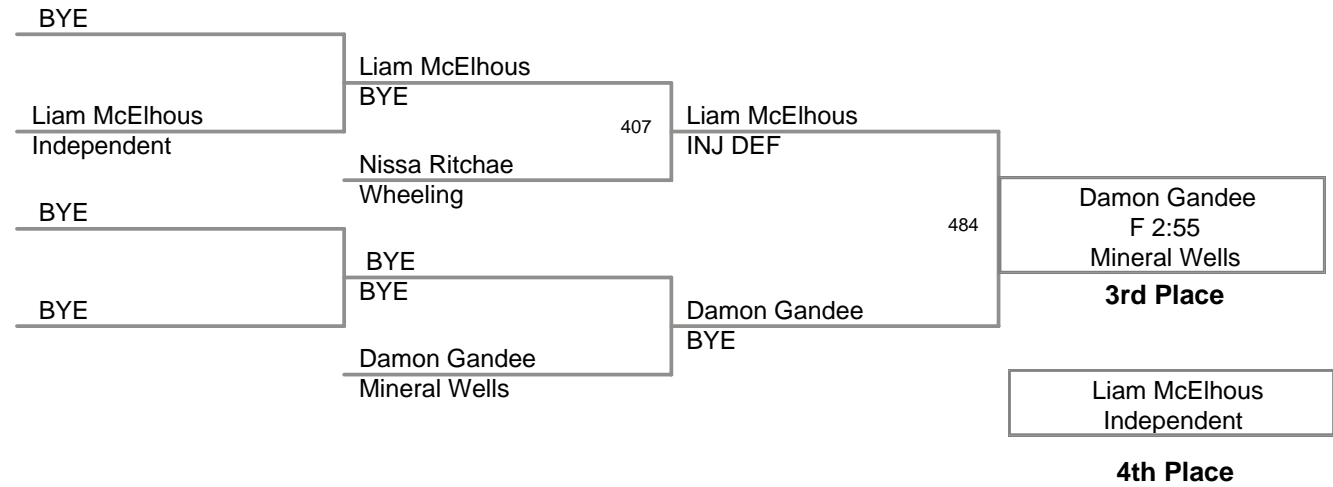 BYE
Liam McElhous
BYE
Liam McElhous
Independent
407
Liam McElhous
INJ DEF
Nissa Ritchae
Wheeling
BYE
484
Damon Gandee
F 2:55
Mineral Wells
3rd Place
BYE
BYE
BYE
Damon Gandee
BYE
Damon Gandee
Mineral Wells
Liam McElhous
Independent
4th Place